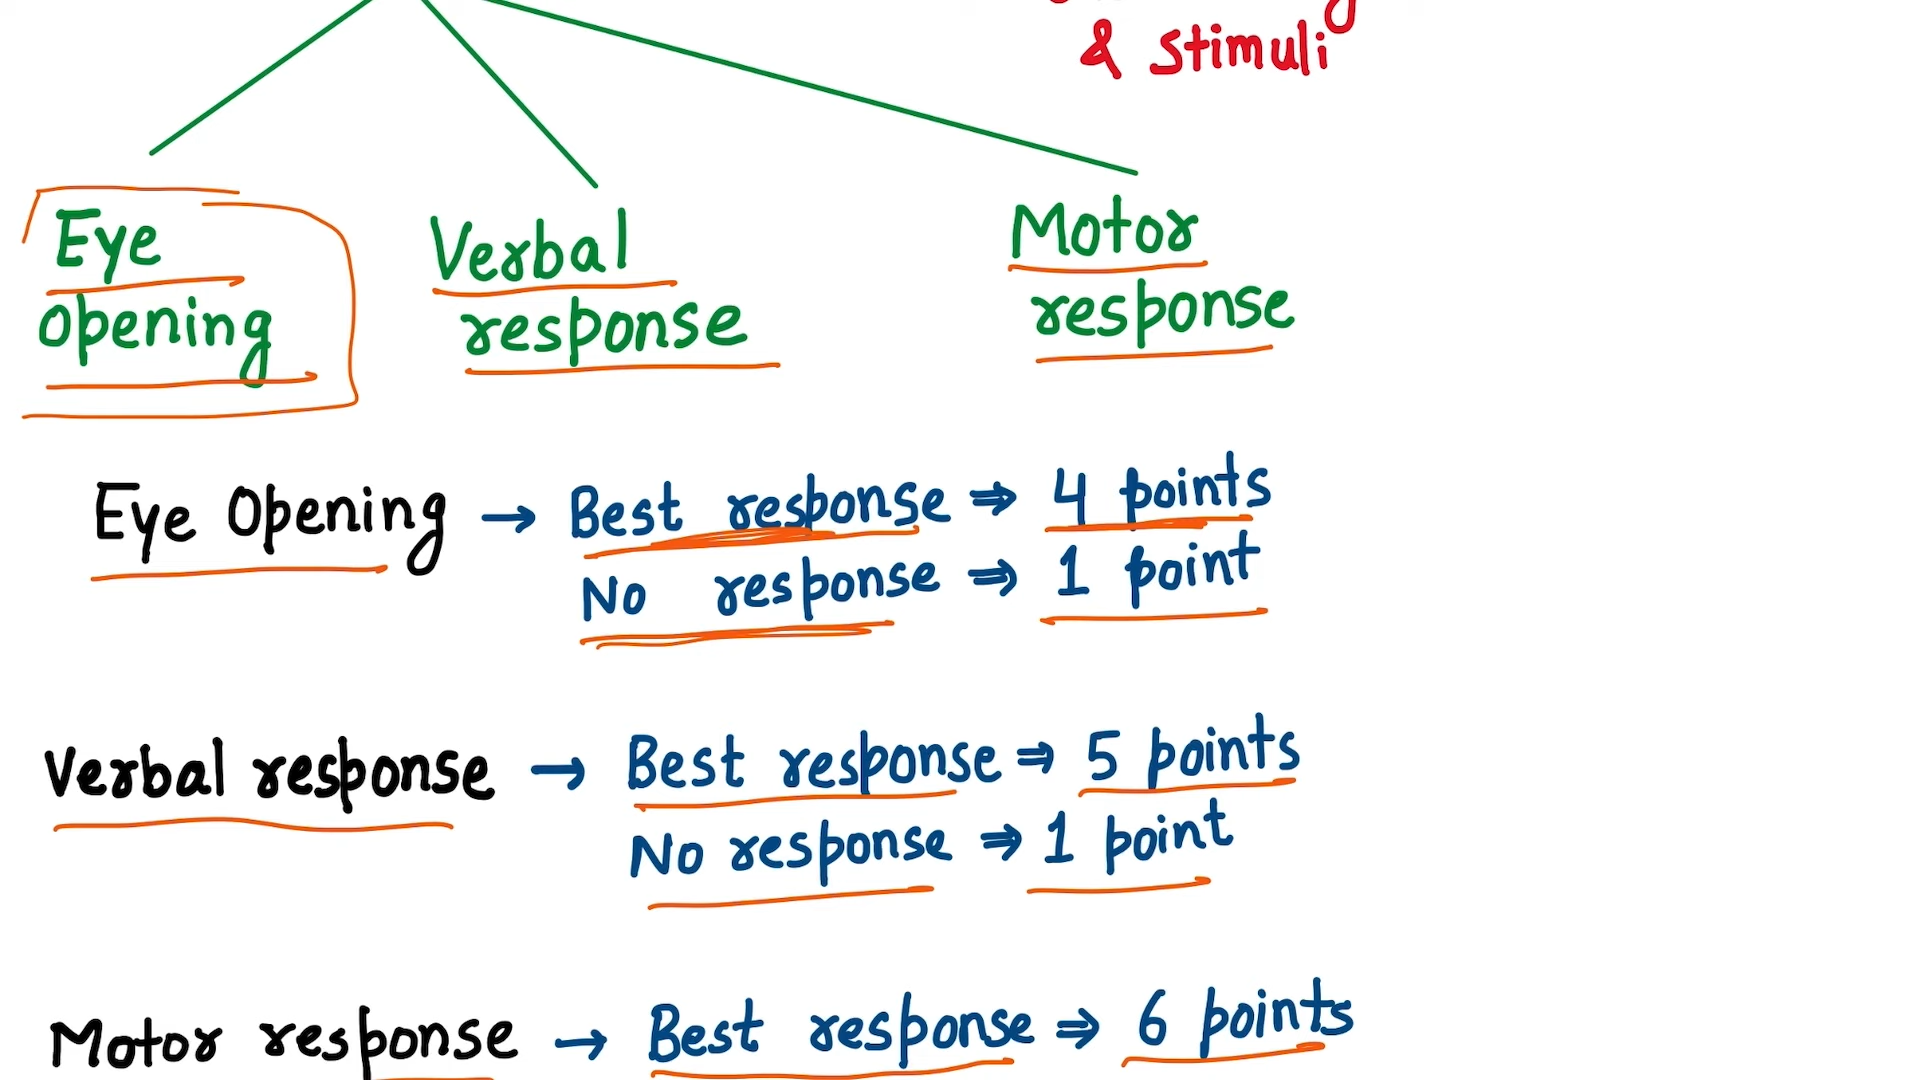 & stimuli
Eye
opening
Verbal
response
Motor
response
Eye Opening → Best response ⇒ 4 points
No response ⇒ 1 point
Verbal response → Best response ⇒ 5 points
No response ⇒ 1 point
Motor response → Best response ⇒ 6 points